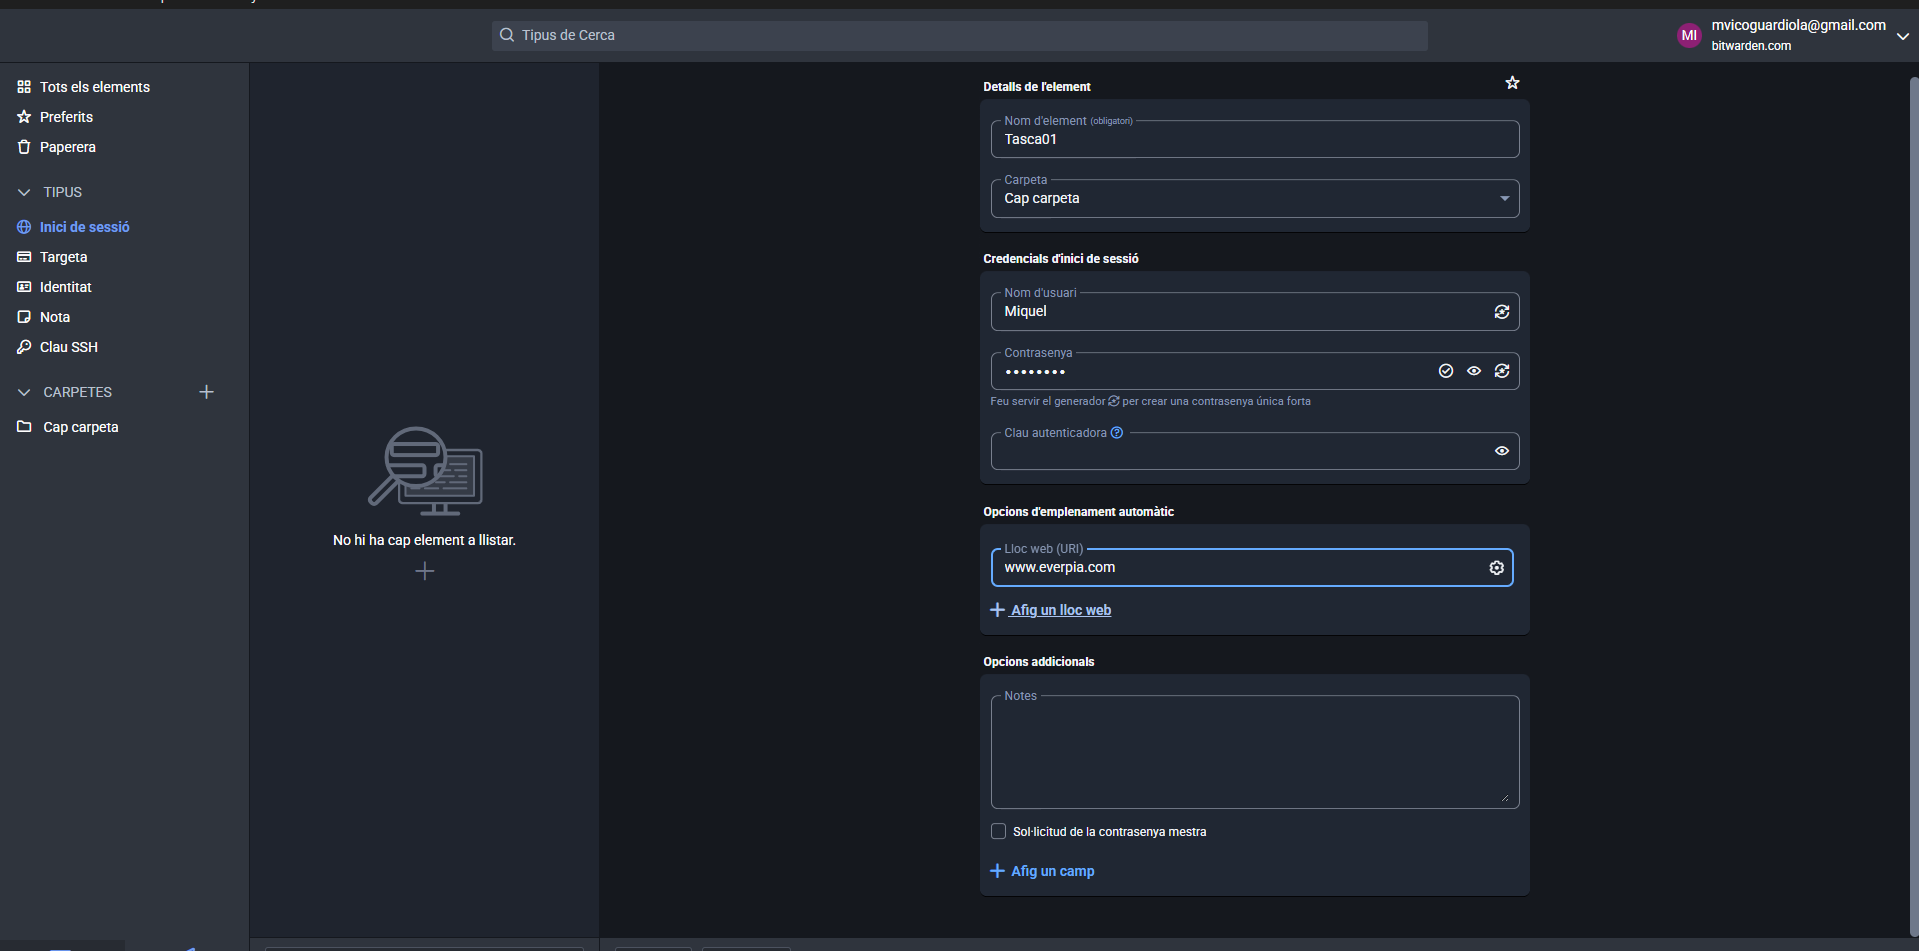 Tipus de Cerca
MI
mvicoguardiola@gmail.com
bitwarden.com
Tots els elements
Preferits
Paperera
TIPUS
Inici de sessió
Targeta
Identitat
Nota
Clau SSH
CARPETES
Cap carpeta
No hi ha cap element a llistar.
Detalls de l'element
Nom d'element (obligatori)
Tasca01
Carpeta
Cap carpeta
Credencials d'inici de sessió
Nom d'usuari
Miquel
Contrasenya
••••••••
Feu servir el generador per crear una contrasenya única forta
Clau autenticadora
Opcions d'emplenament automàtic
Lloc web (URI)
www.everpia.com
Afig un lloc web
Opcions addicionals
Notes
Sol·licitud de la contrasenya mestra
Afig un camp